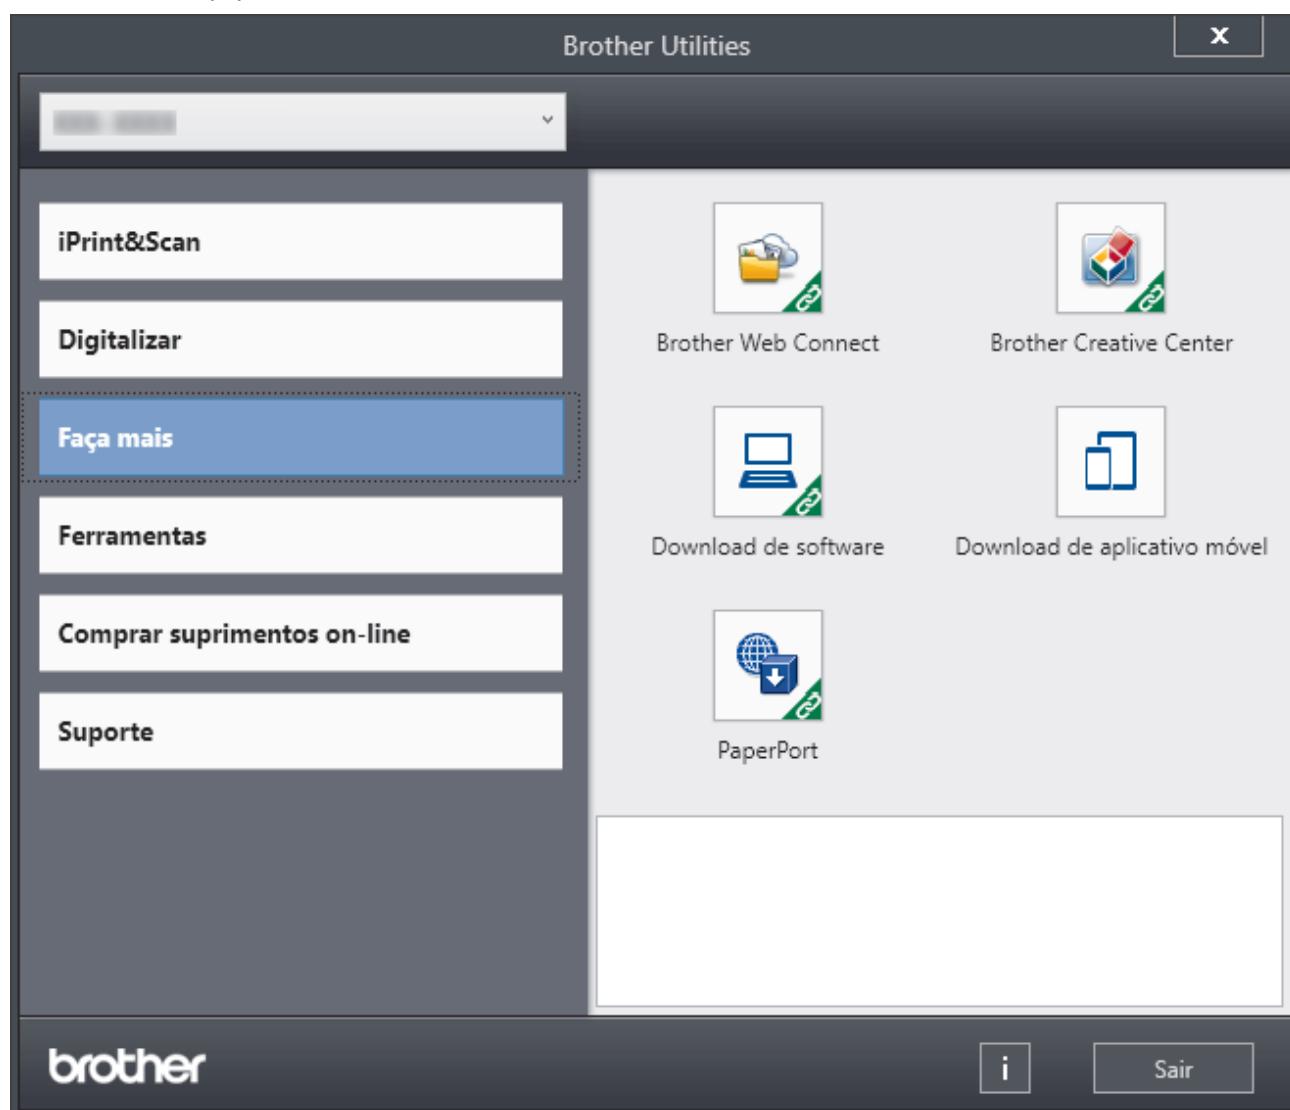 Brother Utilities
x
iPrint&Scan
Digitalizar
Faça mais
Ferramentas
Comprar suprimentos on-line
Suporte
Brother Web Connect
Brother Creative Center
Download de software
Download de aplicativo móvel
PaperPort
brother
i
Sair